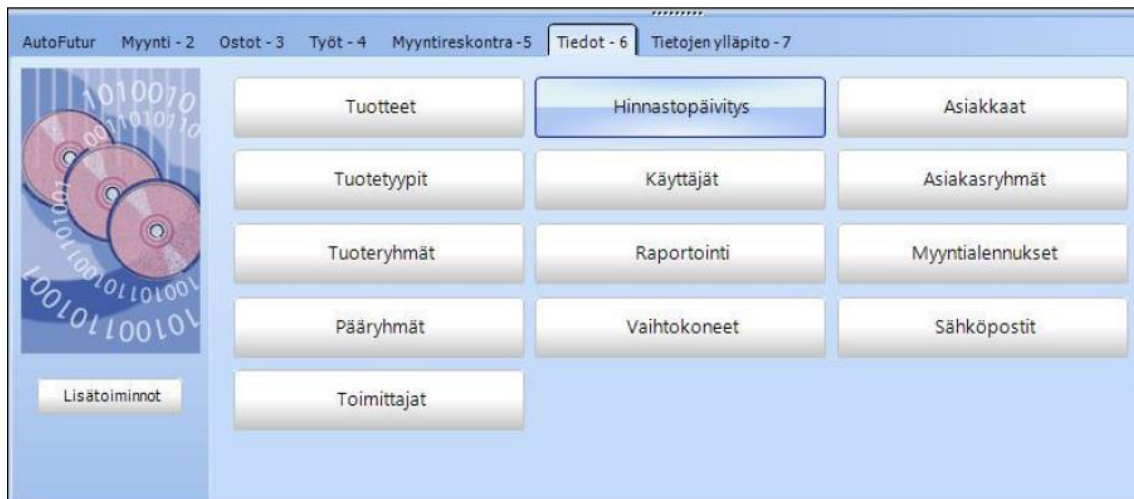 AutoFutur Myynti - 2 Ostot - 3 Työt - 4 Myyntireskontra -5 Tiedot - 6 Tietojen ylläpito - 7
Tuotteet Hinnastopäivitys Asiakkaat
Tuotetyypit Käyttäjät Asiakasryhmät
Tuoteryhmät Raportointi Myyntialennukset
Pääryhmät Vaihtokoneet Sähköpostit
Lisätoiminnot Toimittajat